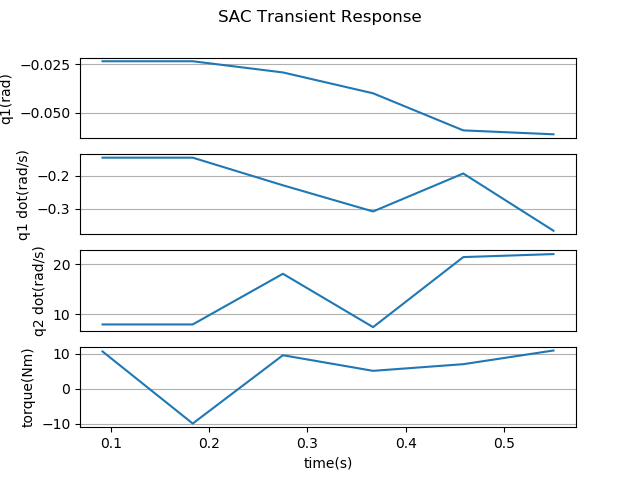 SAC Transient Response
−0.025
−0.050
q1(rad)
−0.2
−0.3
q1 dot(rad/s)
20
10
q2 dot(rad/s)
10
0
−10
torque(Nm)
0.1 0.2 0.3 0.4 0.5
time(s)